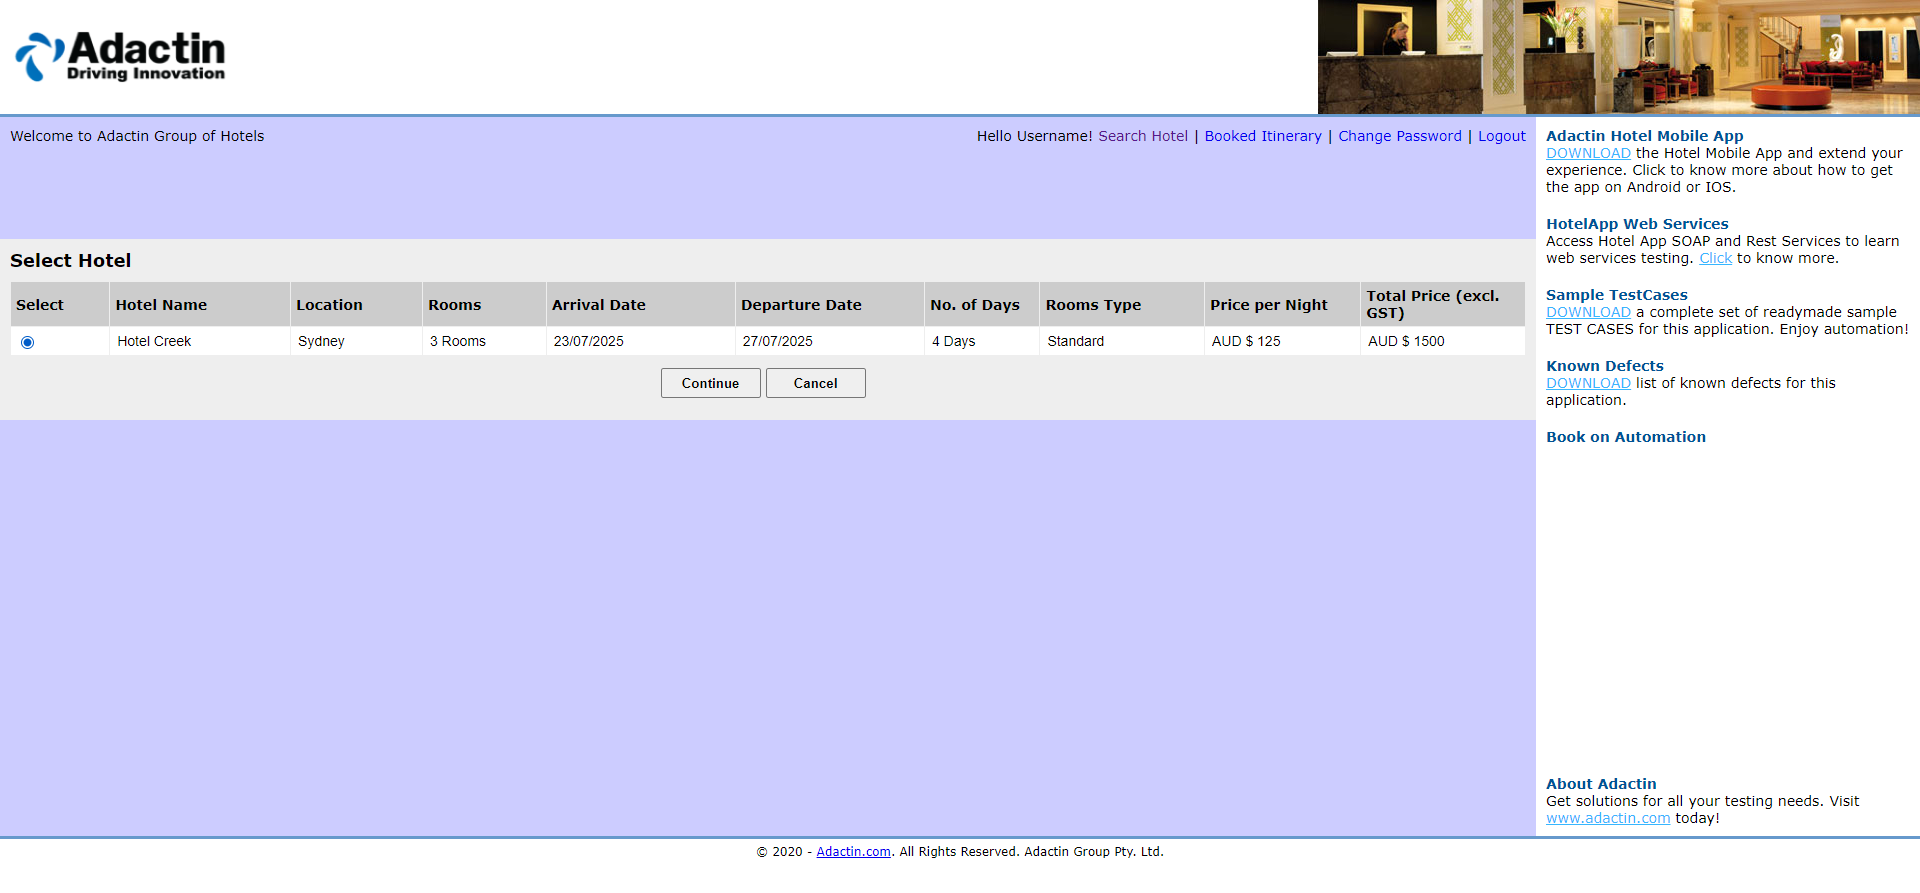 Adactin
Driving Innovation
Welcome to Adactin Group of Hotels
Hello Username! Search Hotel | Booked Itinerary | Change Password | Logout
Select Hotel
Select Hotel Name Location Rooms Arrival Date Departure Date No. of Days Rooms Type Price per Night Total Price (excl. GST)
Hotel Creek Sydney 3 Rooms 23/07/2025 27/07/2025 4 Days Standard AUD $ 125 AUD $ 1500
Continue Cancel
Adactin Hotel Mobile App
DOWNLOAD the Hotel Mobile App and extend your
experience. Click to know more about how to get
the app on Android or IOS.
HotelApp Web Services
Access Hotel App SOAP and Rest Services to learn
web services testing. Click to know more.
Sample TestCases
DOWNLOAD a complete set of readymade sample
TEST CASES for this application. Enjoy automation!
Known Defects
DOWNLOAD list of known defects for this
application.
Book on Automation
About Adactin
Get solutions for all your testing needs. Visit
www.adactin.com today!
© 2020 - Adactin.com. All Rights Reserved. Adactin Group Pty. Ltd.